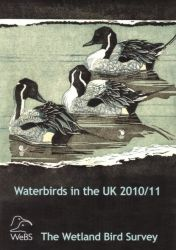 Waterbirds in the UK 2010/11
WeBS
The Wetland Bird Survey